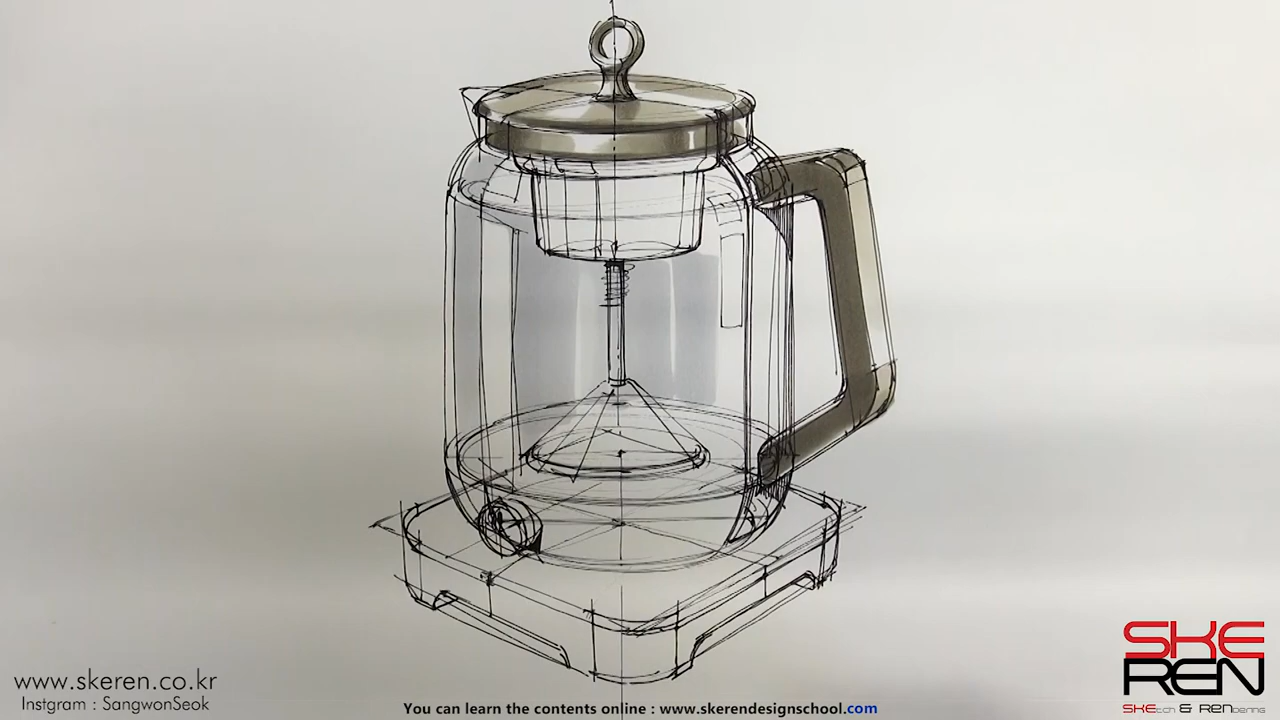 www.skeren.co.kr
Instgram : SangwonSeok
You can learn the contents online : www.skerendesignschool.com
SKE
REN
SKEtch & RENdering